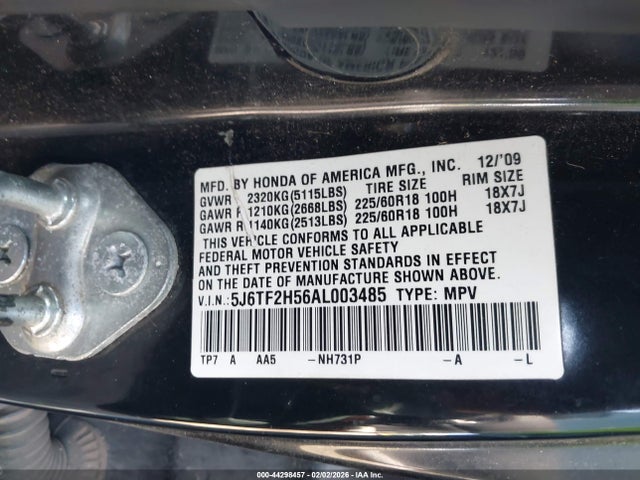 MFD. BY HONDA OF AMERICA MFG., INC. 12/'09
GVWR 2320KG(5115LBS) TIRE SIZE RIM SIZE
GAWR F 1210KG(2668LBS) 225/60R18 100H 18X7J
GAWR R 1140KG(2513LBS) 225/60R18 100H 18X7J
THIS VEHICLE CONFORMS TO ALL APPLICABLE
FEDERAL MOTOR VEHICLE SAFETY
AND THEFT PREVENTION STANDARDS IN EFFECT
ON THE DATE OF MANUFACTURE SHOWN ABOVE.
V.I.N.:5J6TF2H56AL003485 TYPE: MPV
TP7 A AA5 -NH731P -A -L
000-44298457 - 02/02/2026 - IAA Inc.